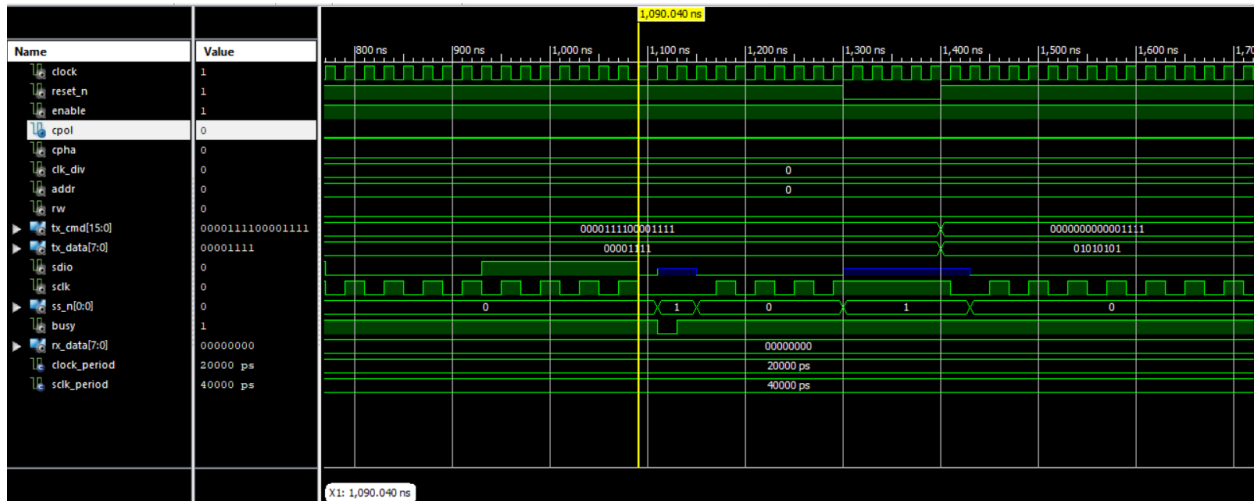 1,090.040 ns
Name Value 800 ns 900 ns 1,000 ns 1,100 ns 1,200 ns 1,300 ns 1,400 ns 1,500 ns 1,600 ns 1,70
clock 1
reset_n 1
enable 1
cpol 0
cpha 0
clk_div 0 0
addr 0 0
rw 0
tx_cmd[15:0] 0000111100001111 0000111100001111 0000000000001111
tx_data[7:0] 00001111 00001111 01010101
sdio 0
sclk 0
ss_n[0:0] 0 0 1 0 1 0
busy 1
rx_data[7:0] 00000000 00000000
clock_period 20000 ps 20000 ps
sclk_period 40000 ps 40000 ps
X1: 1,090.040 ns